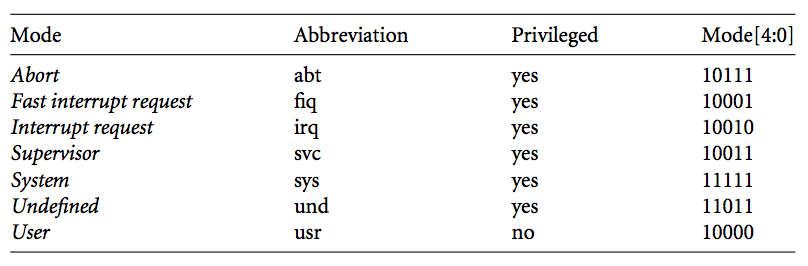 Mode Abbreviation Privileged Mode[4:0]
Abort abt yes 10111
Fast interrupt request fiq yes 10001
Interrupt request irq yes 10010
Supervisor svc yes 10011
System sys yes 11111
Undefined und yes 11011
User usr no 10000